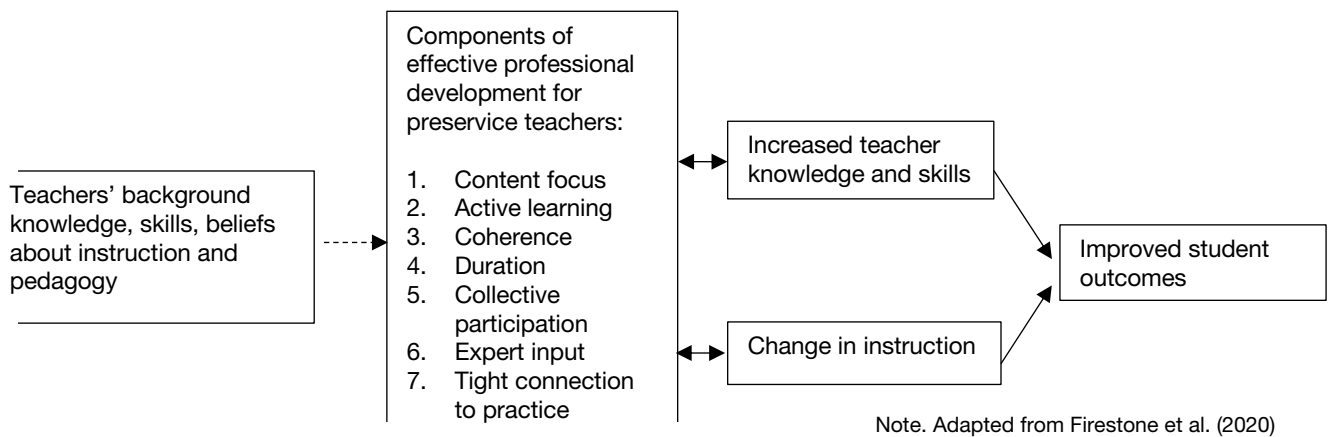 Teachers’ background
knowledge, skills, beliefs
about instruction and
pedagogy
Components of
effective professional
development for
preservice teachers:
1. Content focus
2. Active learning
3. Coherence
4. Duration
5. Collective
participation
6. Expert input
7. Tight connection
to practice
Increased teacher
knowledge and skills
Change in instruction
Improved student
outcomes
Note. Adapted from Firestone et al. (2020)